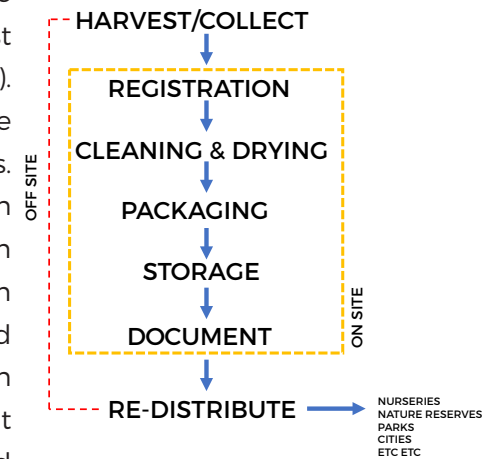 HARVEST/COLLECT
REGISTRATION
CLEANING & DRYING
PACKAGING
STORAGE
DOCUMENT
RE-DISTRIBUTE
OFF SITE
ON SITE
NURSERIES
NATURE RESERVES
PARKS
CITIES
ETC ETC